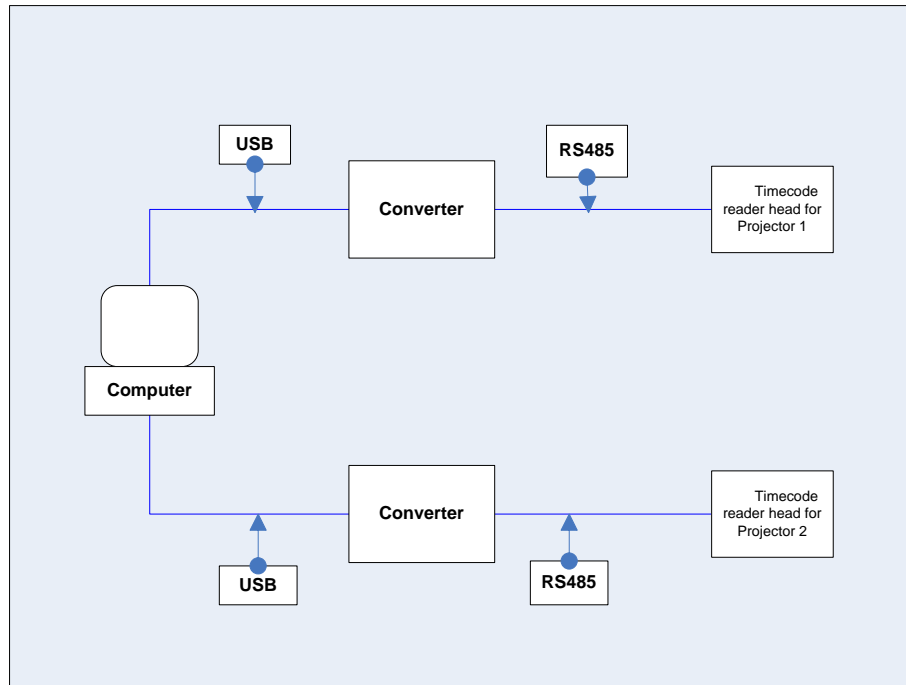 USB
RS485
Converter
Timecode
reader head for
Projector 1
Computer
Converter
Timecode
reader head for
Projector 2
USB
RS485